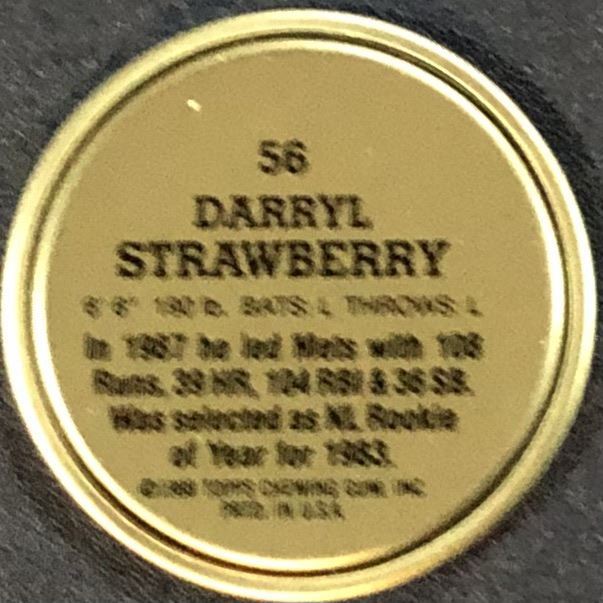 56
DARRYL
STRAWBERRY
6' 6" 190 lb. BATS: L THROWS: L
In 1987 he led Mets with 108
Runs, 39 HR, 104 RBI & 36 SB.
Was selected as NL Rookie
of Year for 1983.
TOPPS CHEWING GUM, INC.
PRTD. IN U.S.A.